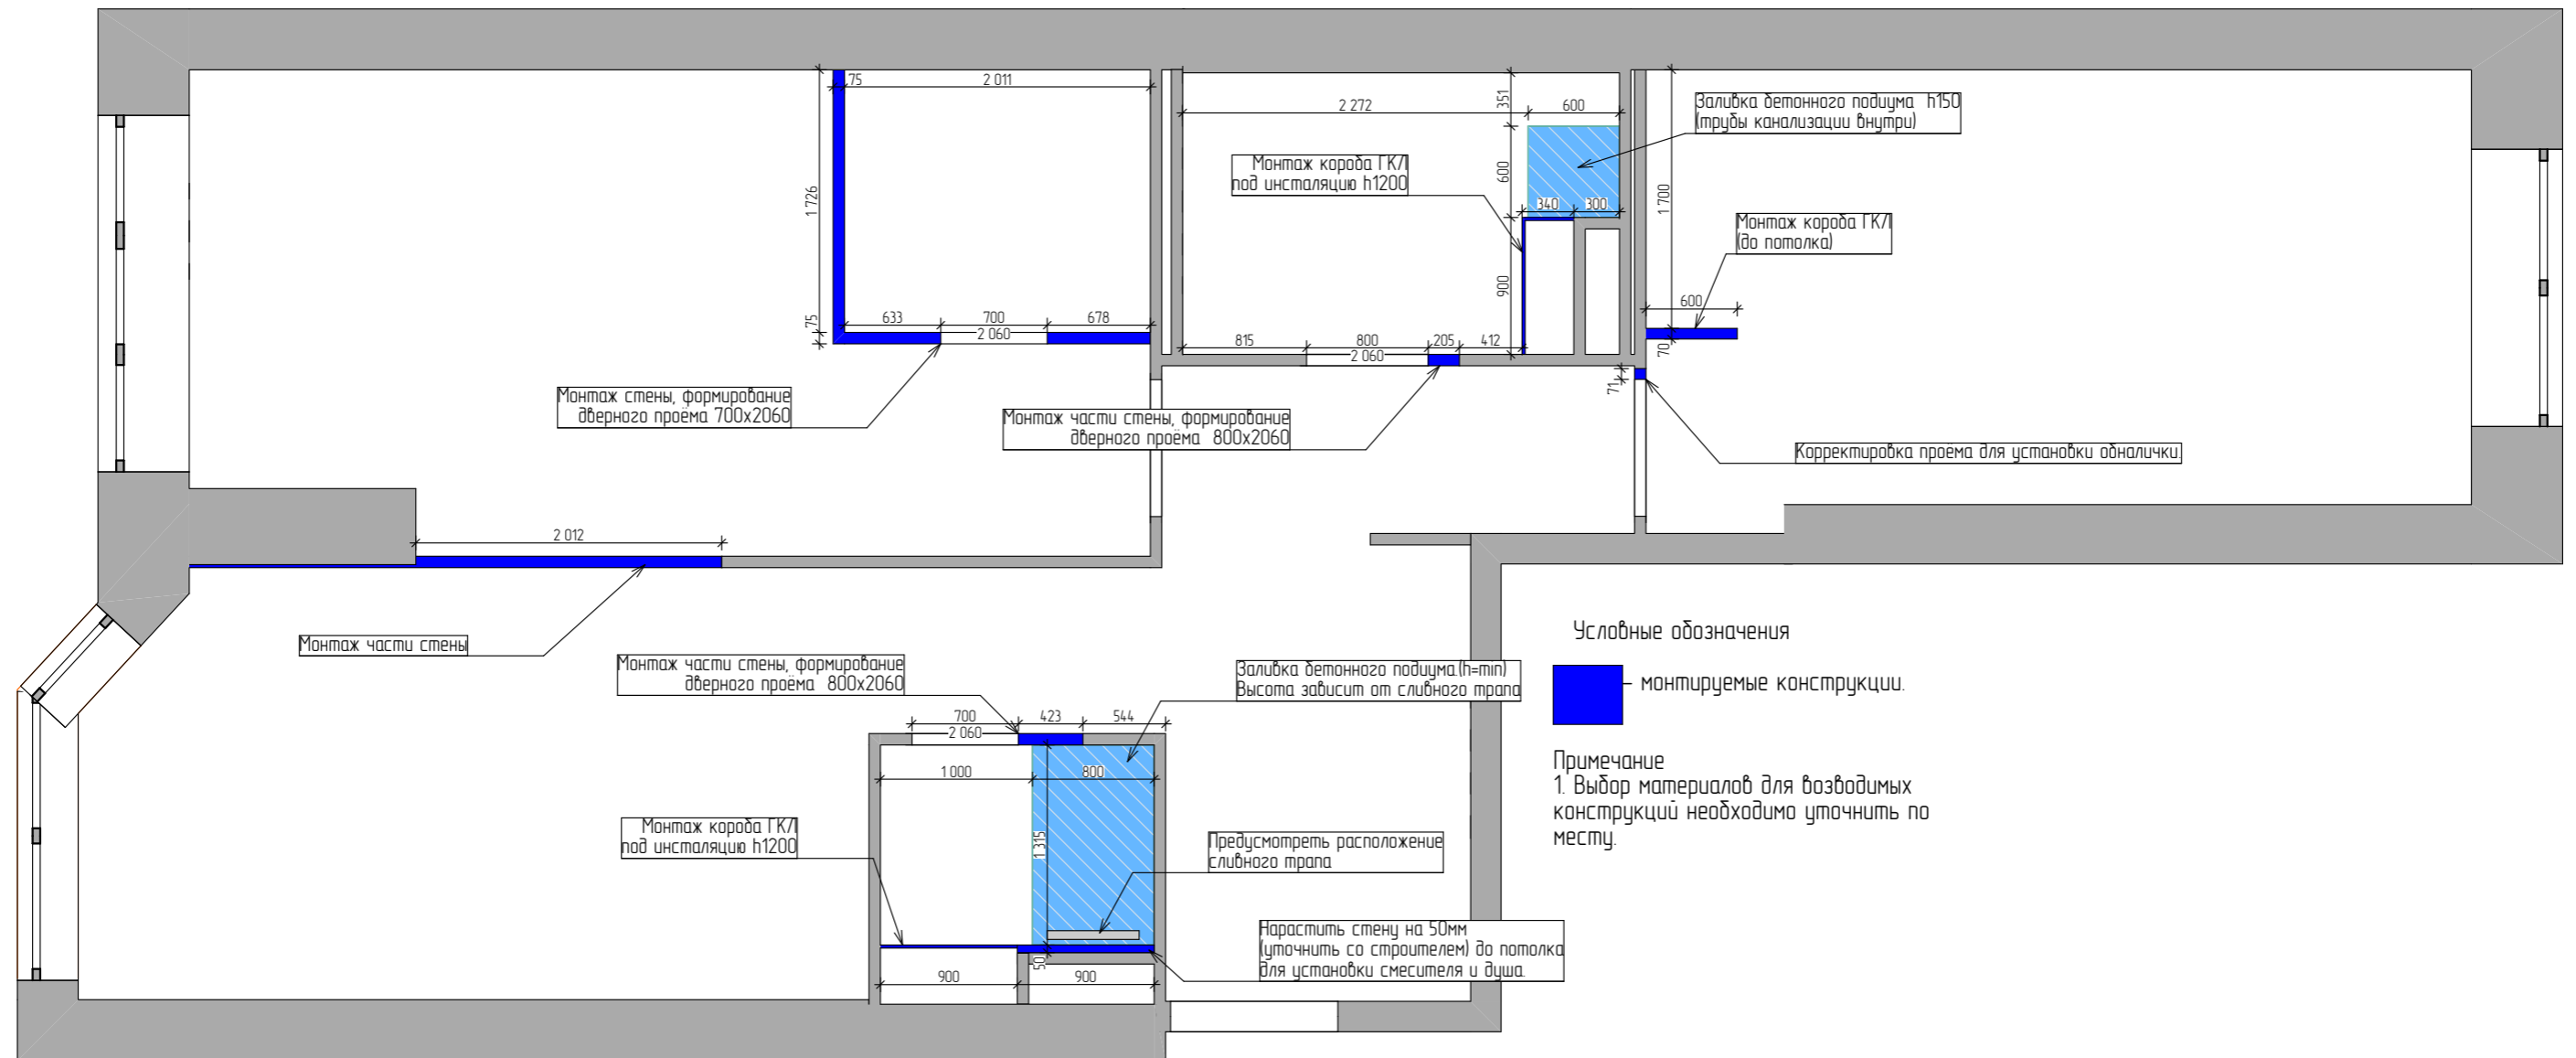 75
2 011
1 726
75
633
700
678
2 060
Монтаж стены, формирование
дверного проёма 700х2060
2 272
351
600
600
Монтаж короба ГКЛ
под инсталяцию h1200
340
300
900
815
800
205
412
2 060
Монтаж части стены, формирование
дверного проёма 800х2060
Заливка бетонного подиума h150
(трубы канализации внутри)
1 700
Монтаж короба ГКЛ
(до потолка)
600
70
71
Корректировка проёма для установки обналички.
2 012
Монтаж части стены
Монтаж части стены, формирование
дверного проёма 800х2060
Заливка бетонного подиума.(h=min)
Высота зависит от сливного трапа
700
423
544
2 060
1 000
800
1 315
Монтаж короба ГКЛ
под инсталяцию h1200
Предусмотреть расположение
сливного трапа
50
900
900
Нарастить стену на 50мм
(уточнить со строителем) до потолка
для установки смесителя и душа.
Условные обозначения
- монтируемые конструкции.
Примечание
1. Выбор материалов для возводимых
конструкций необходимо уточнить по
месту.